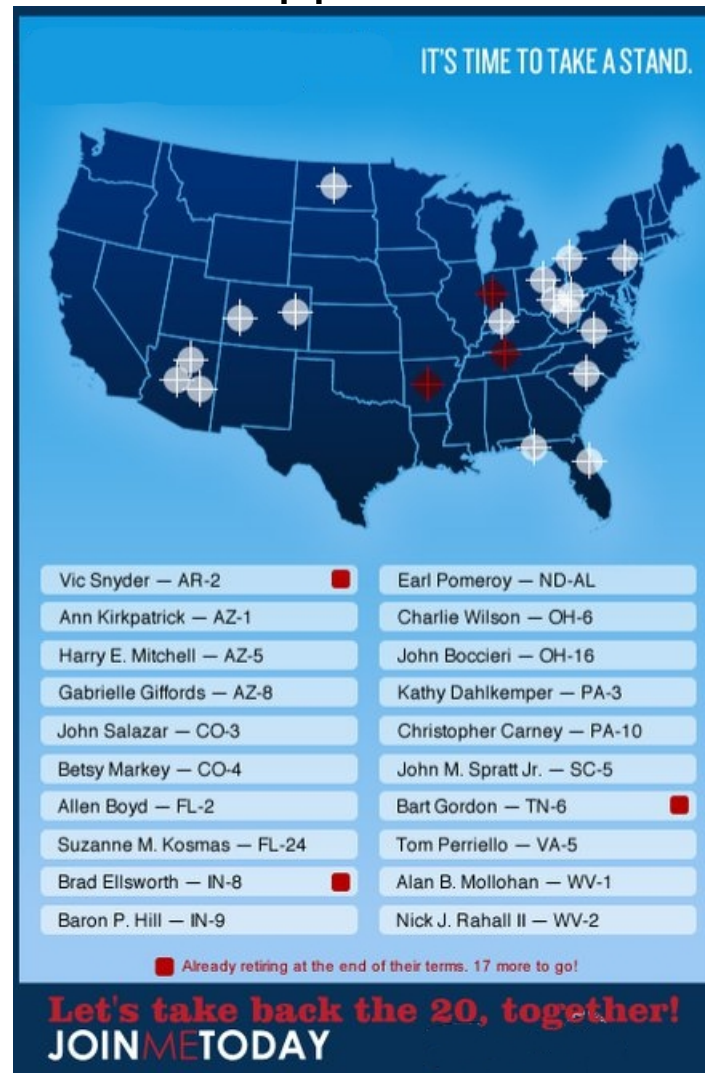 IT'S TIME TO TAKE A STAND.
Vic Snyder — AR-2
Ann Kirkpatrick — AZ-1
Harry E. Mitchell — AZ-5
Gabrielle Giffords — AZ-8
John Salazar — CO-3
Betsy Markey — CO-4
Allen Boyd — FL-2
Suzanne M. Kosmas — FL-24
Brad Ellsworth — IN-8
Baron P. Hill — IN-9
Earl Pomeroy — ND-AL
Charlie Wilson — OH-6
John Boccieri — OH-16
Kathy Dahlkemper — PA-3
Christopher Carney — PA-10
John M. Spratt Jr. — SC-5
Bart Gordon — TN-6
Tom Perriello — VA-5
Alan B. Mollohan — WV-1
Nick J. Rahall II — WV-2
Already retiring at the end of their terms. 17 more to go!
Let's take back the 20, together!
JOINMETODAY